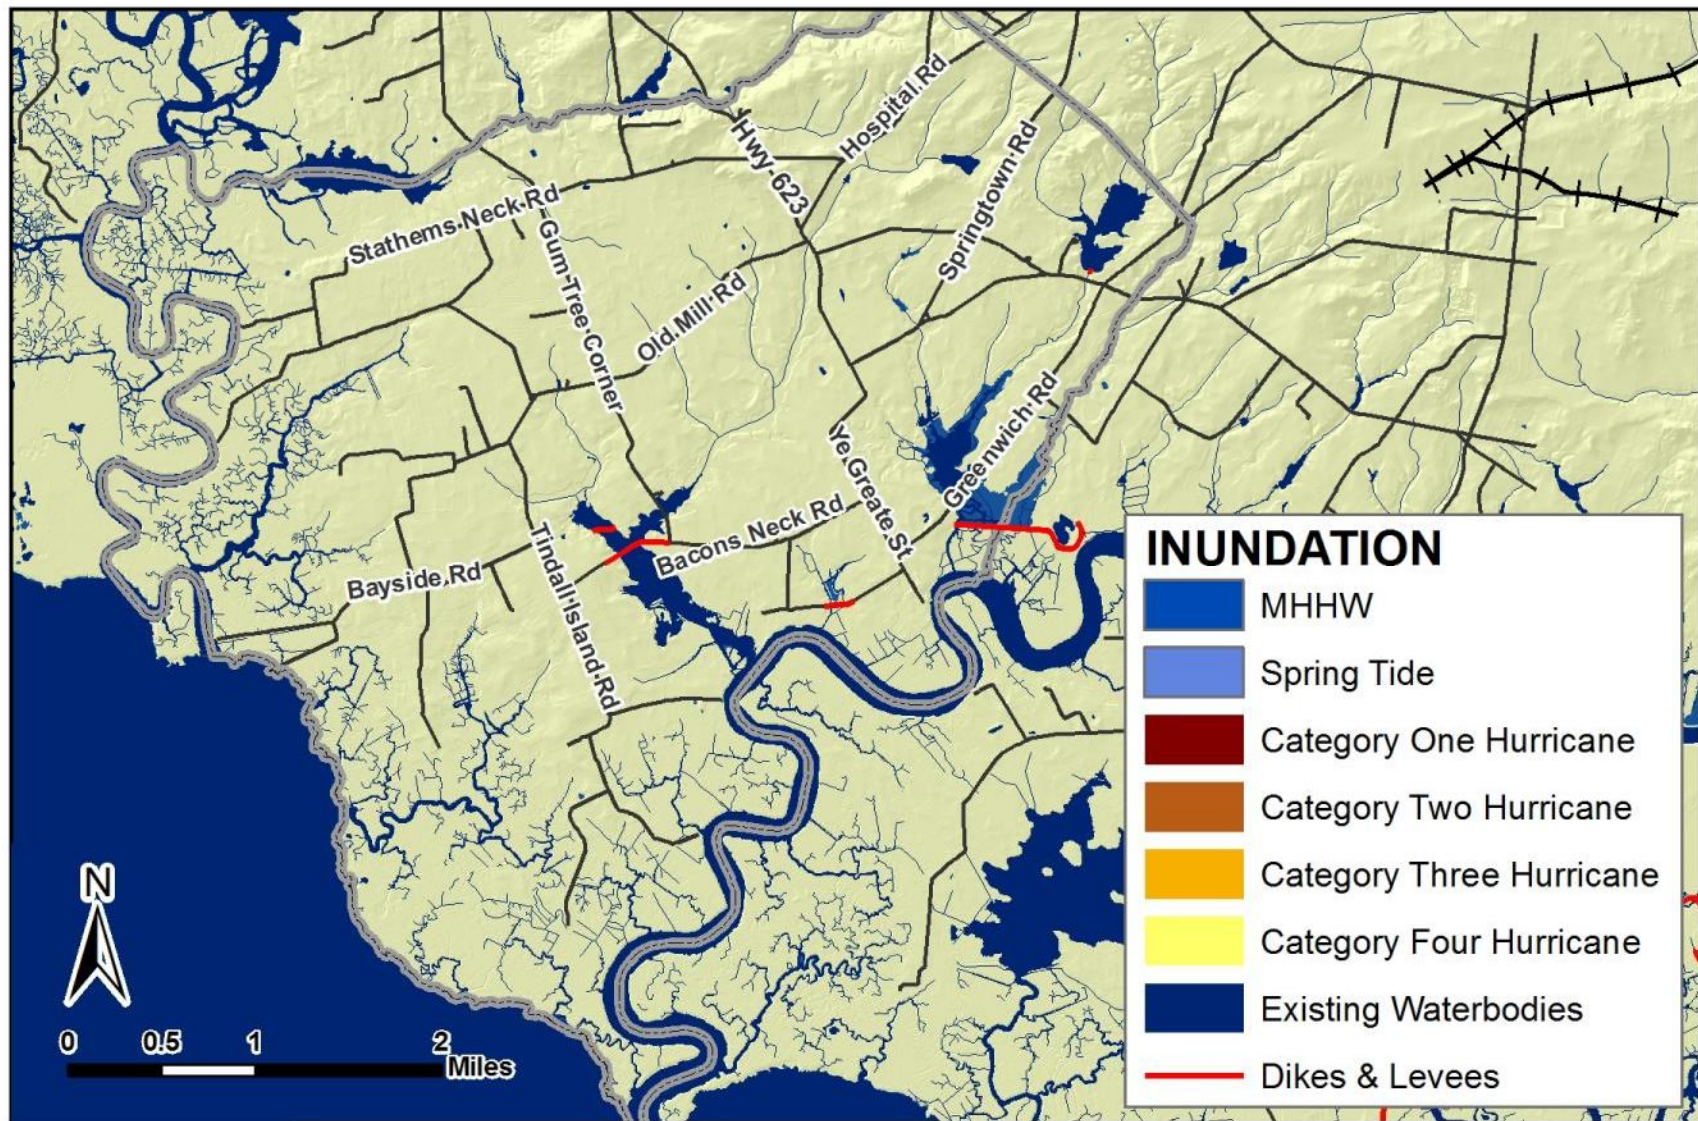 Hospital Rd
Hwy 623
Springtown Rd
Stathems Neck Rd
Gum Tree Corner
Old Mill Rd
Greenwich Rd
Ye Greate St
Bacons Neck Rd
Tindall Island Rd
Bayside Rd
INUNDATION
MHHW
Spring Tide
Category One Hurricane
Category Two Hurricane
Category Three Hurricane
Category Four Hurricane
Existing Waterbodies
Dikes & Levees
N
0 0.5 1 2
Miles